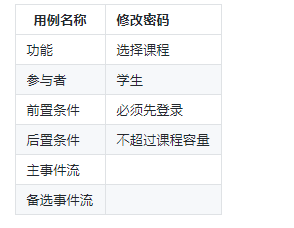 用例名称 修改密码
功能 选择课程
参与者 学生
前置条件 必须先登录
后置条件 不超过课程容量
主事件流
备选事件流